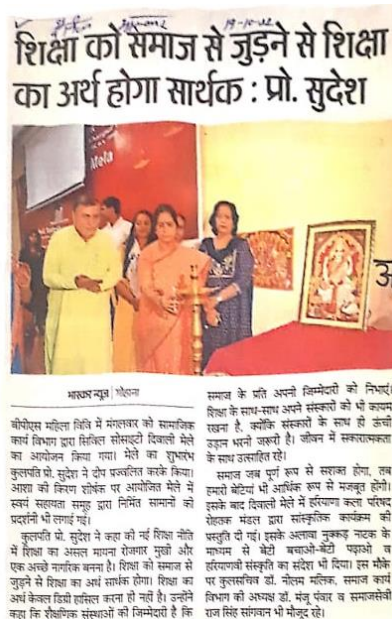 19-10-22
शिक्षा को समाज से जुड़ने से शिक्षा
का अर्थ होगा सार्थक : प्रो. सुदेश
Mela
भास्कर न्यूज | गोहाना
बीपीएस महिला विवि में मंगलवार को सामाजिक
कार्य विभाग द्वारा सिविल सोसाइटी दिवाली मेले
का आयोजन किया गया। मेले का शुभारंभ
कुलपति प्रो. सुदेश ने दीप प्रज्वलित करके किया।
आशा की किरण शीर्षक पर आयोजित मेले में
स्वयं सहायता समूह द्वारा निर्मित सामानों की
प्रदर्शनी भी लगाई गई।
कुलपति प्रो. सुदेश ने कहा की नई शिक्षा नीति
में शिक्षा का असल मायना रोजगार मुखी और
एक अच्छे नागरिक बनना है। शिक्षा को समाज से
जुड़ने से शिक्षा का अर्थ सार्थक होगा। शिक्षा का
अर्थ केवल डिग्री हासिल करना ही नहीं है। उन्होंने
कहा कि शैक्षणिक संस्थाओं की जिम्मेदारी है कि
समाज के प्रति अपनी जिम्मेदारी को निभाएं।
शिक्षा के साथ-साथ अपने संस्कारों को भी कायम
रखना है, क्योंकि संस्कारों के साथ ही ऊंची
उड़ान भरनी जरूरी है। जीवन में सकारात्मकता
के साथ उत्साहित रहे।
समाज जब पूर्ण रूप से सशक्त होगा, तब
हमारी बेटियां भी आर्थिक रूप से मजबूत होंगी।
इसके बाद दिवाली मेले में हरियाणा कला परिषद
रोहतक मंडल द्वारा सांस्कृतिक कार्यक्रम की
प्रस्तुति दी गई। इसके अलावा नुक्कड़ नाटक के
माध्यम से बेटी बचाओ-बेटी पढ़ाओ व
हरियाणवी संस्कृति का संदेश भी दिया। इस मौके
पर कुलसचिव डॉ. नीलम मलिक, समाज कार्य
विभाग की अध्यक्ष डॉ. मंजू पंवार व समाजसेवी
राज सिंह सांगवान भी मौजूद रहे।